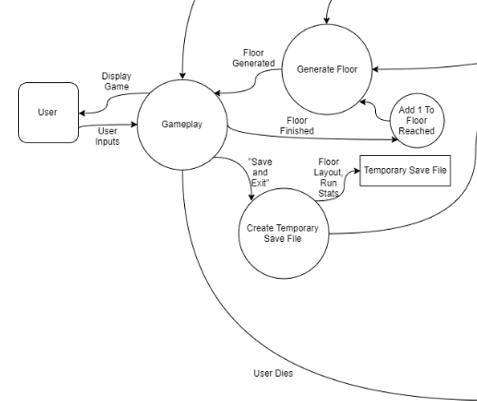 Floor
Generated
Generate Floor
Display
Game
User
Gameplay
Add 1 To
Floor
Reached
User
Inputs
Floor
Finished
"Save
and
Exit"
Floor
Layout,
Run
Stats
Temporary Save File
Create Temporary
Save File
User Dies